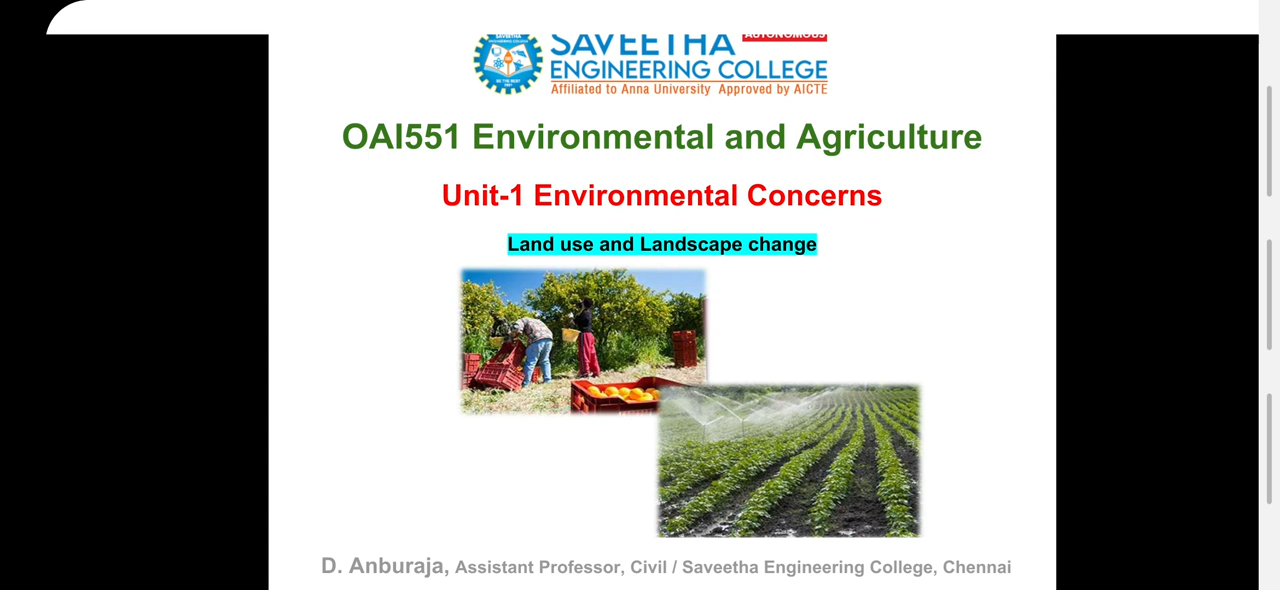 SAVEETHA
AUTONOMOUS
ENGINEERING COLLEGE
Affiliated to Anna University Approved by AICTE
OAI551 Environmental and Agriculture
Unit-1 Environmental Concerns
Land use and Landscape change
D. Anburaja, Assistant Professor, Civil / Saveetha Engineering College, Chennai